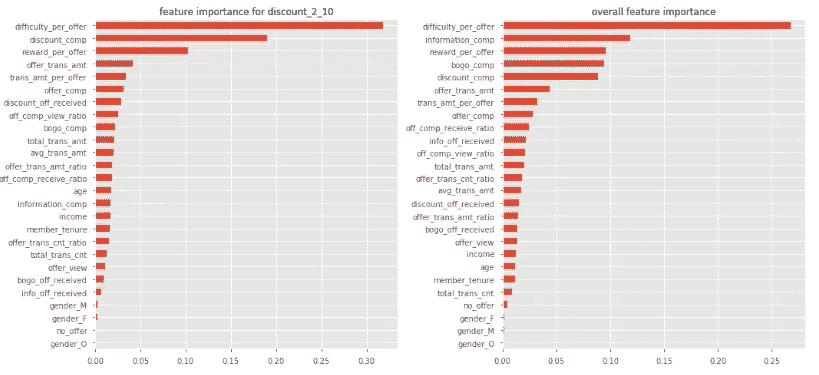 feature importance for discount_2_10
difficulty_per_offer
discount_comp
reward_per_offer
offer_trans_amt
trans_amt_per_offer
offer_comp
discount_off_received
off_comp_view_ratio
bogo_comp
total_trans_amt
avg_trans_amt
offer_trans_amt_ratio
off_comp_receive_ratio
age
information_comp
income
member_tenure
offer_trans_cnt_ratio
total_trans_cnt
offer_view
bogo_off_received
info_off_received
gender_M
gender_F
no_offer
gender_O
0.00 0.05 0.10 0.15 0.20 0.25 0.30
overall feature importance
difficulty_per_offer
information_comp
reward_per_offer
bogo_comp
discount_comp
offer_trans_amt
trans_amt_per_offer
offer_comp
off_comp_receive_ratio
info_off_received
off_comp_view_ratio
total_trans_amt
offer_trans_cnt_ratio
avg_trans_amt
discount_off_received
offer_trans_amt_ratio
bogo_off_received
offer_view
income
age
member_tenure
total_trans_cnt
no_offer
gender_F
gender_M
gender_O
0.00 0.05 0.10 0.15 0.20 0.25